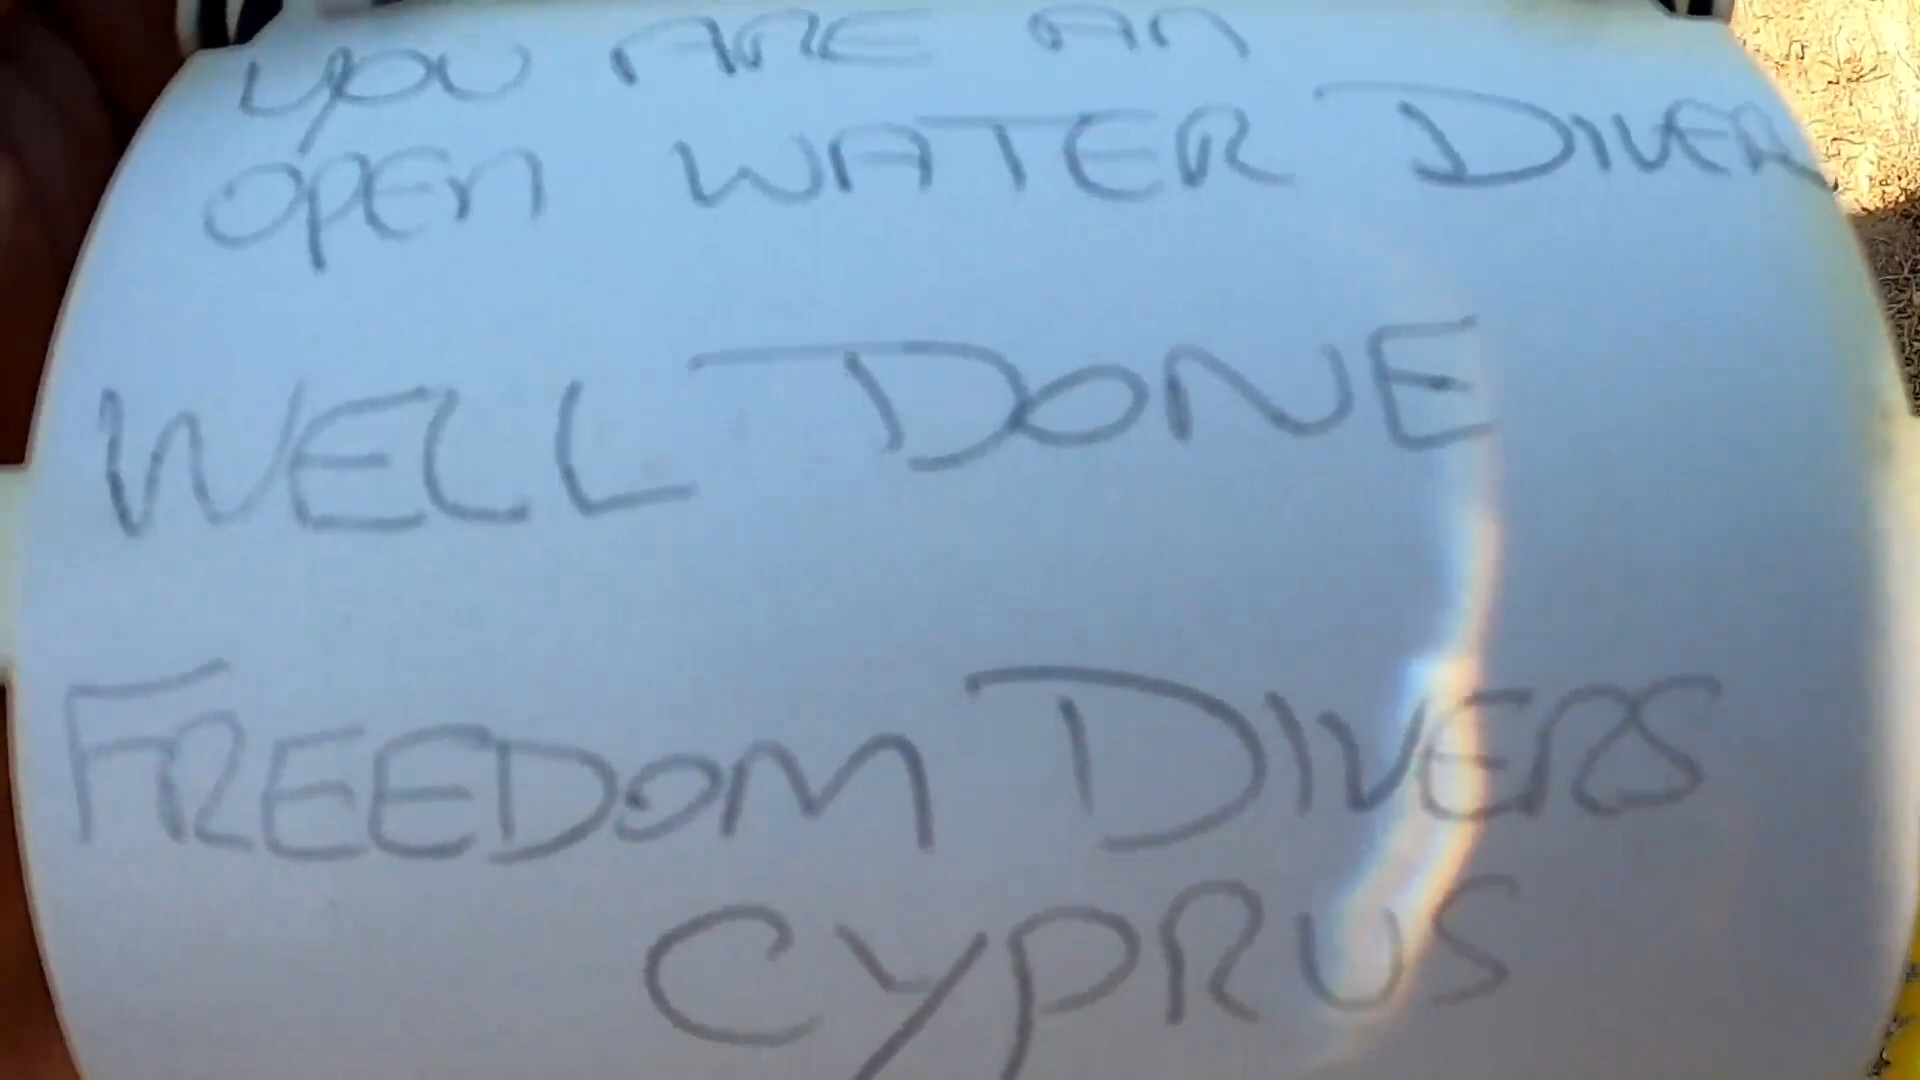 YOU ARE AN
OPEN WATER DIVER
WELL DONE
FREEDOM DIVERS
CYPRUS